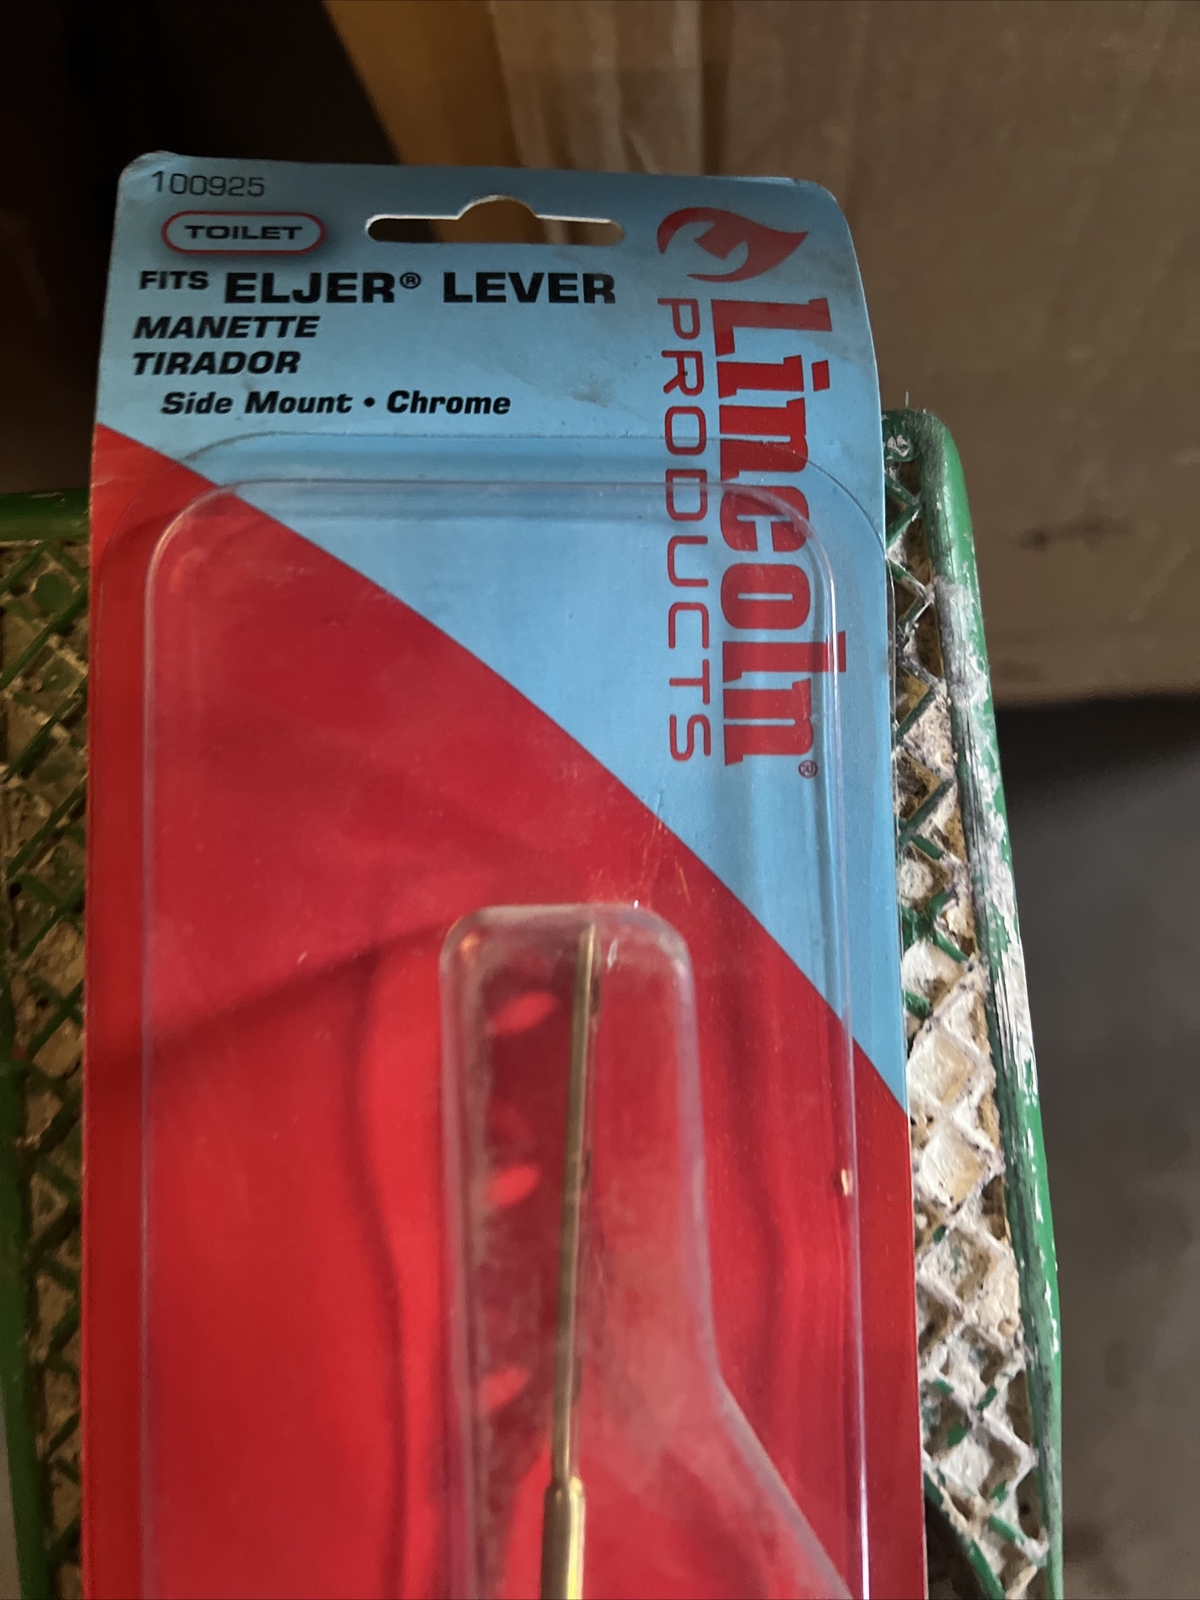 100925
TOILET
FITS ELJER® LEVER
MANETTE
TIRADOR
Side Mount • Chrome
Lincoln®
PRODUCTS